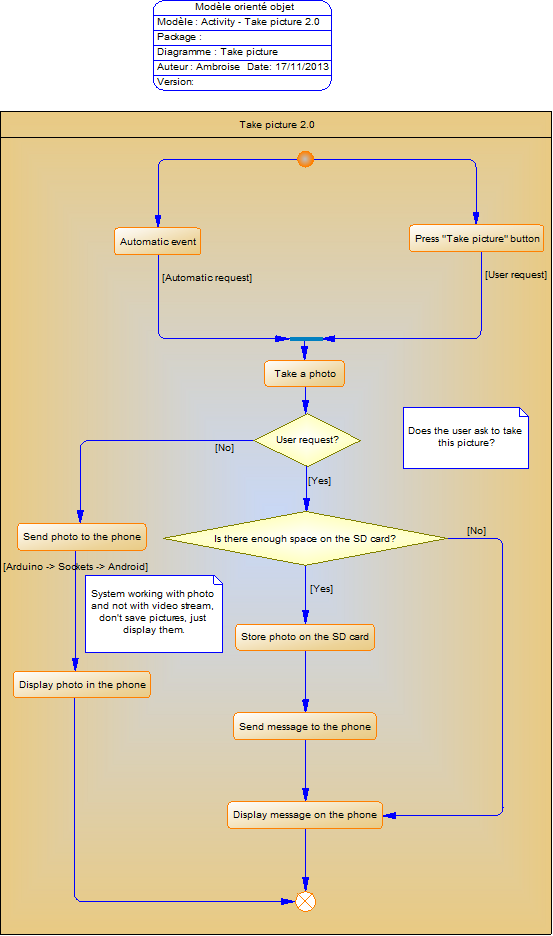 Modèle orienté objet
Modèle : Activity - Take picture 2.0
Package :
Diagramme : Take picture
Auteur : Ambroise Date: 17/11/2013
Version:
Take picture 2.0
Automatic event
Press "Take picture" button
[Automatic request]
[User request]
Take a photo
User request?
Does the user ask to take
this picture?
[No]
[Yes]
Send photo to the phone
Is there enough space on the SD card?
[No]
[Arduino -> Sockets -> Android]
[Yes]
System working with photo
and not with video stream,
don't save pictures, just
display them.
Store photo on the SD card
Display photo in the phone
Send message to the phone
Display message on the phone